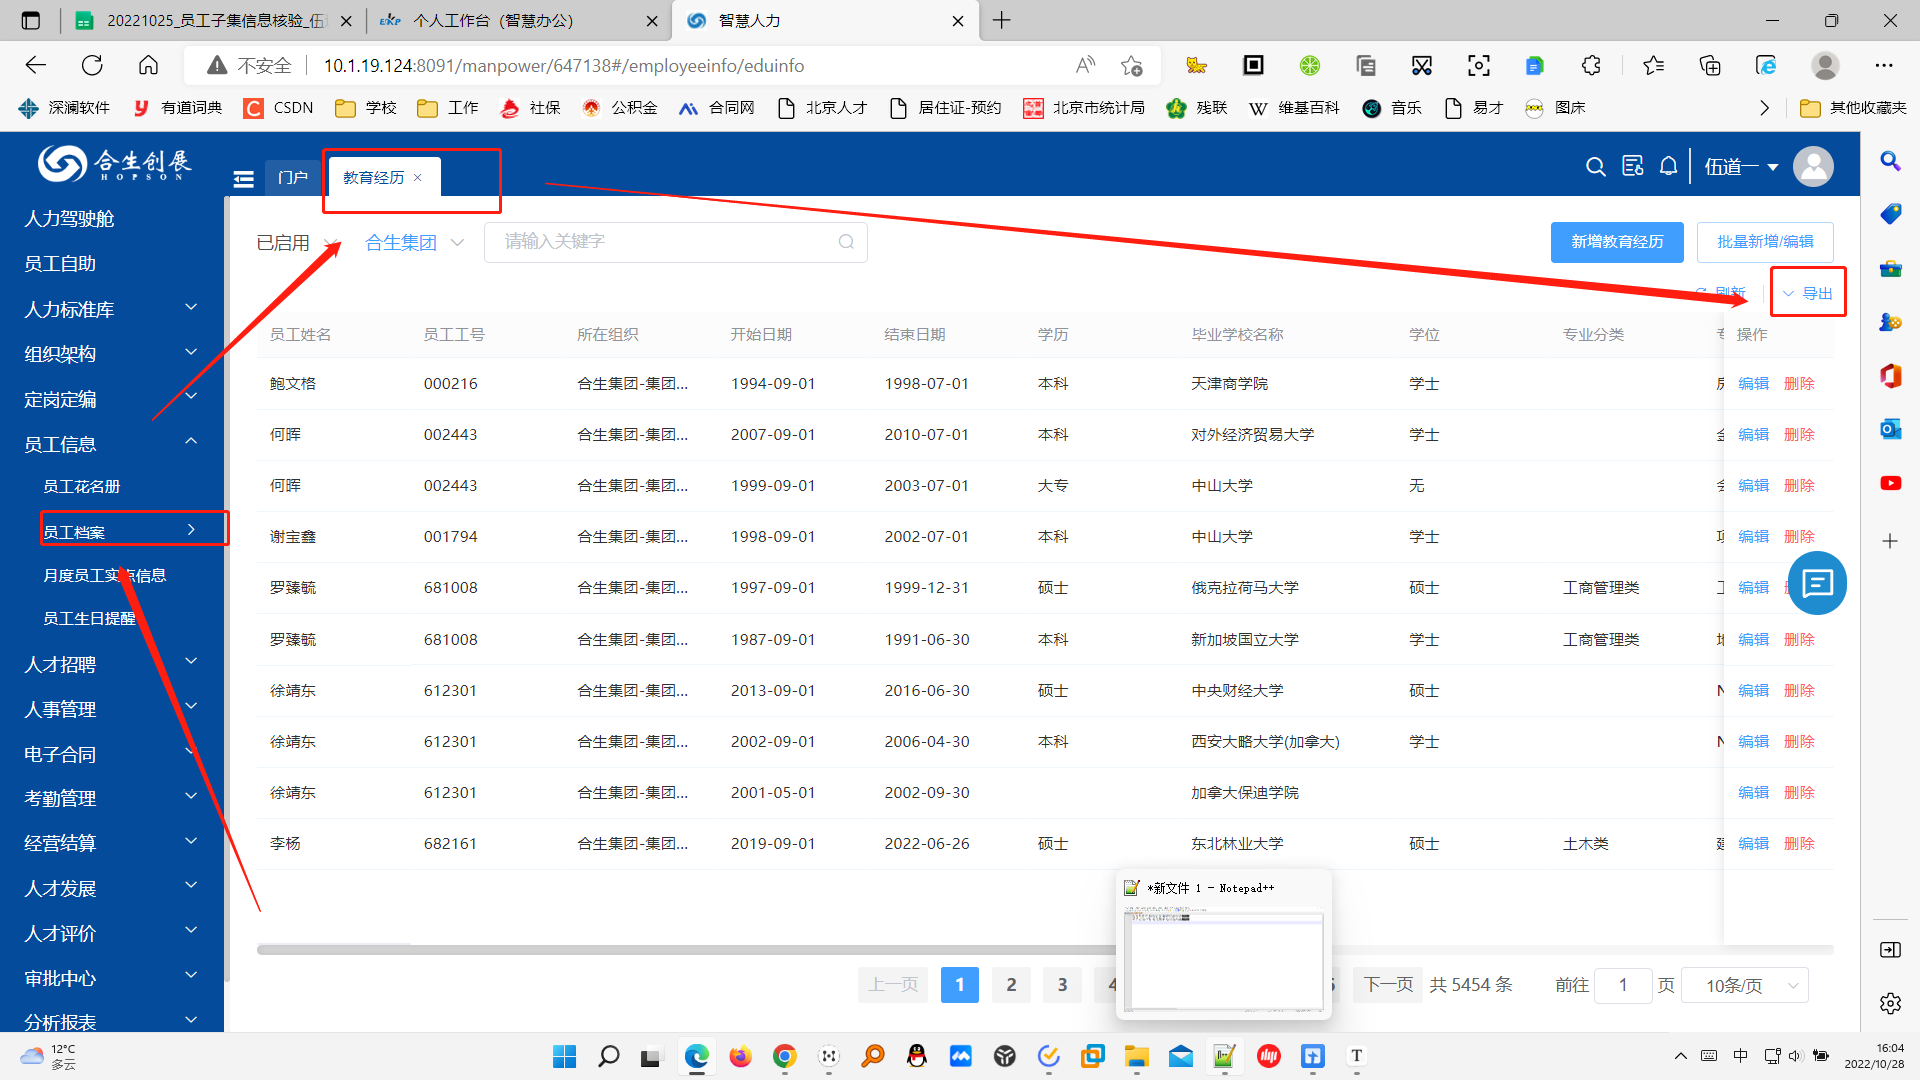 20221025_员工子集信息核验_伍
个人工作台（智慧办公）
智慧人力
不安全
10.1.19.124:8091/manpower/647138#/employeeinfo/eduinfo
深澜软件 有道词典 CSDN 学校 工作 社保 公积金 合同网 北京人才 居住证-预约 北京市统计局 残联 维基百科 音乐 易才 图床 其他收藏夹
合生创展
HOPSON
门户 教育经历
伍道一
人力驾驶舱
员工自助
人力标准库
组织架构
定岗定编
员工信息
员工花名册
员工档案
月度员工实点信息
员工生日提醒
人才招聘
人事管理
电子合同
考勤管理
经营结算
人才发展
人才评价
审批中心
分析报表
已启用 合生集团 请输入关键字 新增教育经历 批量新增/编辑
刷新 导出
员工姓名 员工工号 所在组织 开始日期 结束日期 学历 毕业学校名称 学位 专业分类 操作
鲍文格 000216 合生集团-集团... 1994-09-01 1998-07-01 本科 天津商学院 学士 编辑 删除
何晖 002443 合生集团-集团... 2007-09-01 2010-07-01 本科 对外经济贸易大学 学士 编辑 删除
何晖 002443 合生集团-集团... 1999-09-01 2003-07-01 大专 中山大学 无 编辑 删除
谢宝鑫 001794 合生集团-集团... 1998-09-01 2002-07-01 本科 中山大学 学士 编辑 删除
罗臻毓 681008 合生集团-集团... 1997-09-01 1999-12-31 硕士 俄克拉荷马大学 硕士 工商管理类 编辑
罗臻毓 681008 合生集团-集团... 1987-09-01 1991-06-30 本科 新加坡国立大学 学士 工商管理类 编辑 删除
徐靖东 612301 合生集团-集团... 2013-09-01 2016-06-30 硕士 中央财经大学 硕士 编辑 删除
徐靖东 612301 合生集团-集团... 2002-09-01 2006-04-30 本科 西安大略大学(加拿大) 学士 编辑 删除
徐靖东 612301 合生集团-集团... 2001-05-01 2002-09-30 加拿大保迪学院 编辑 删除
李杨 682161 合生集团-集团... 2019-09-01 2022-06-26 硕士 东北林业大学 硕士 土木类 编辑 删除
*新文件 1 - Notepad++
上一页 1 2 3 4 下一页 共 5454 条 前往 1 页 10条/页
12°C
多云
中
16:04
2022/10/28